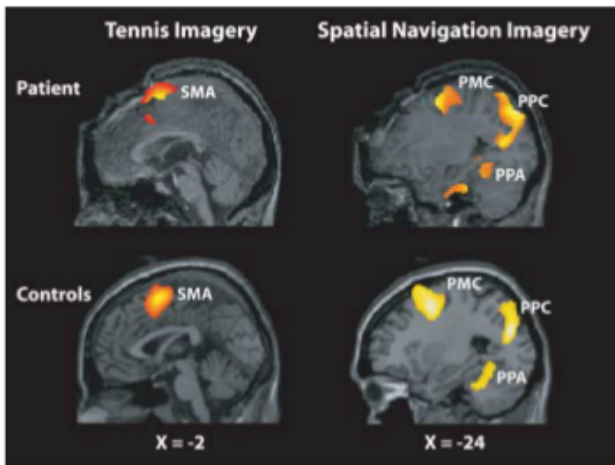 Tennis Imagery
Spatial Navigation Imagery
Patient
SMA
PMC
PPC
PPA
Controls
SMA
PMC
PPC
PPA
X = -2
X = -24